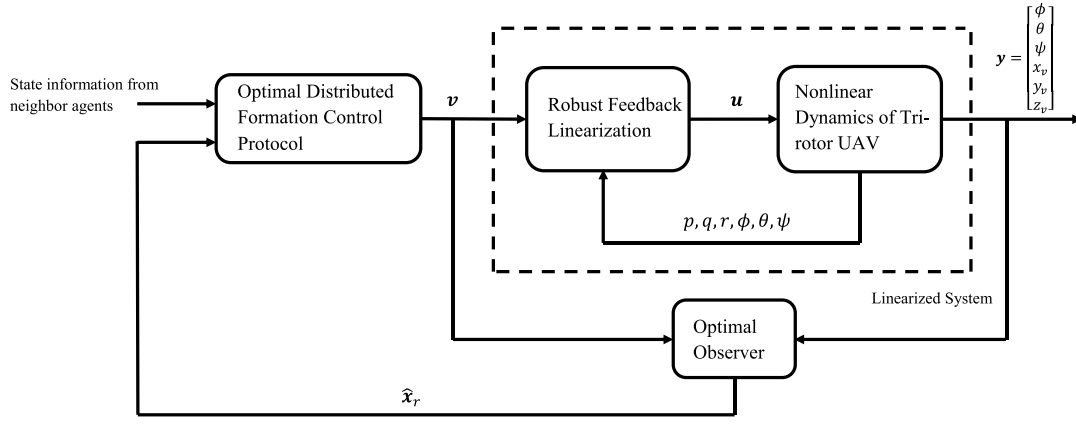 State information from
neighbor agents
Optimal Distributed
Formation Control
Protocol
v
Robust Feedback
Linearization
u
Nonlinear
Dynamics of Tri-
rotor UAV
y =
ϕ
θ
ψ
x_v
y_v
z_v
p, q, r, ϕ, θ, ψ
Linearized System
Optimal
Observer
x̂_r